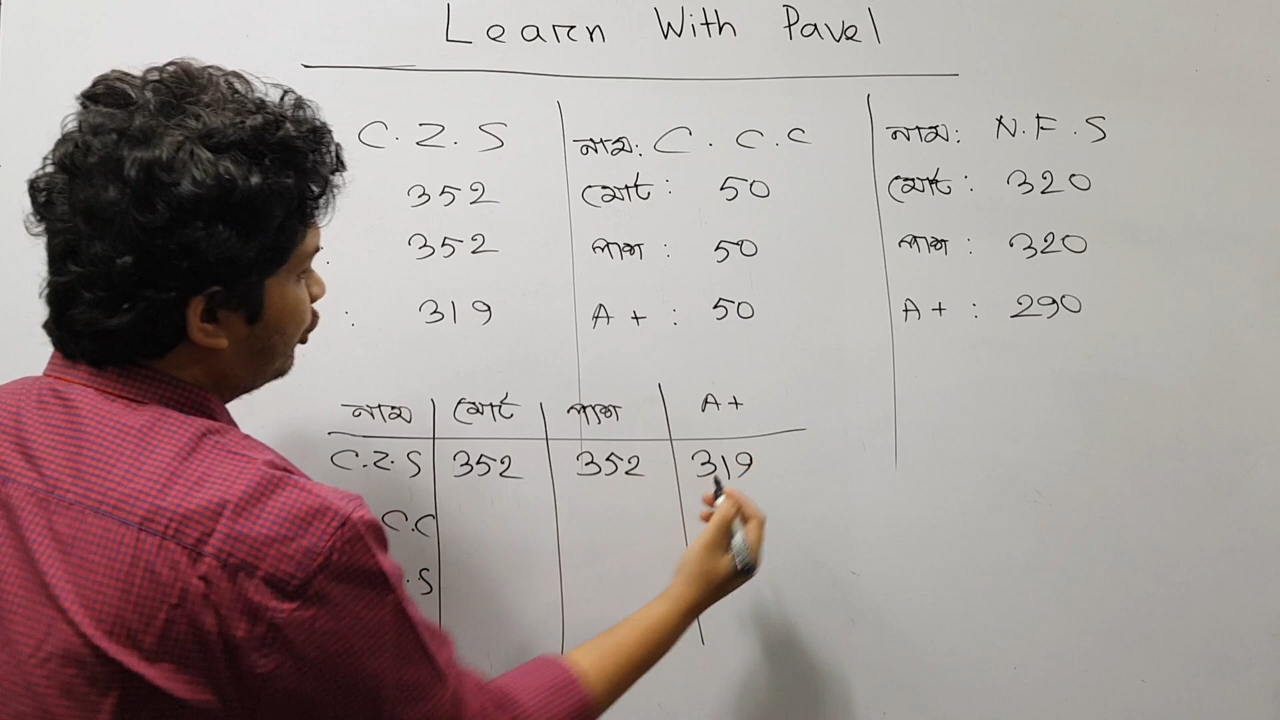 Learn With Pavel
C.Z.S
352
352
: 319
নাম: C.C.C
মোট: 50
পাশ: 50
A+: 50
নাম: N.F.S
মোট: 320
পাশ: 320
A+: 290
নাম মোট পাশ A+
C.Z.S 352 352 319
C.C
.S